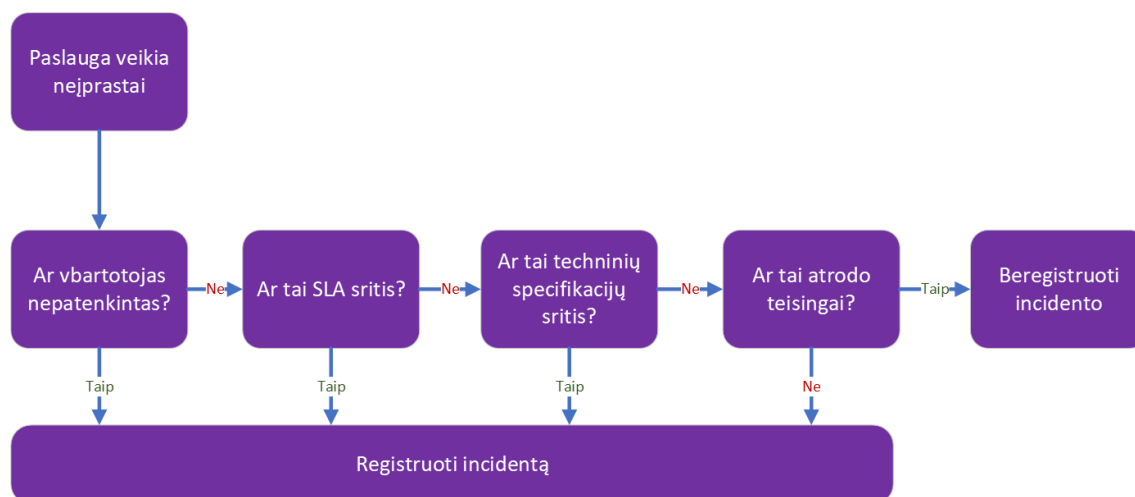 Paslauga veikia
neįprastai
Ar vbartotojas
nepatenkintas?
Ne
Ar tai SLA sritis?
Ne
Ar tai techninių
specifikacijų
sritis?
Ne
Ar tai atrodo
teisingai?
Taip
Beregistruoti
incidento
Taip
Taip
Taip
Ne
Registruoti incidentą